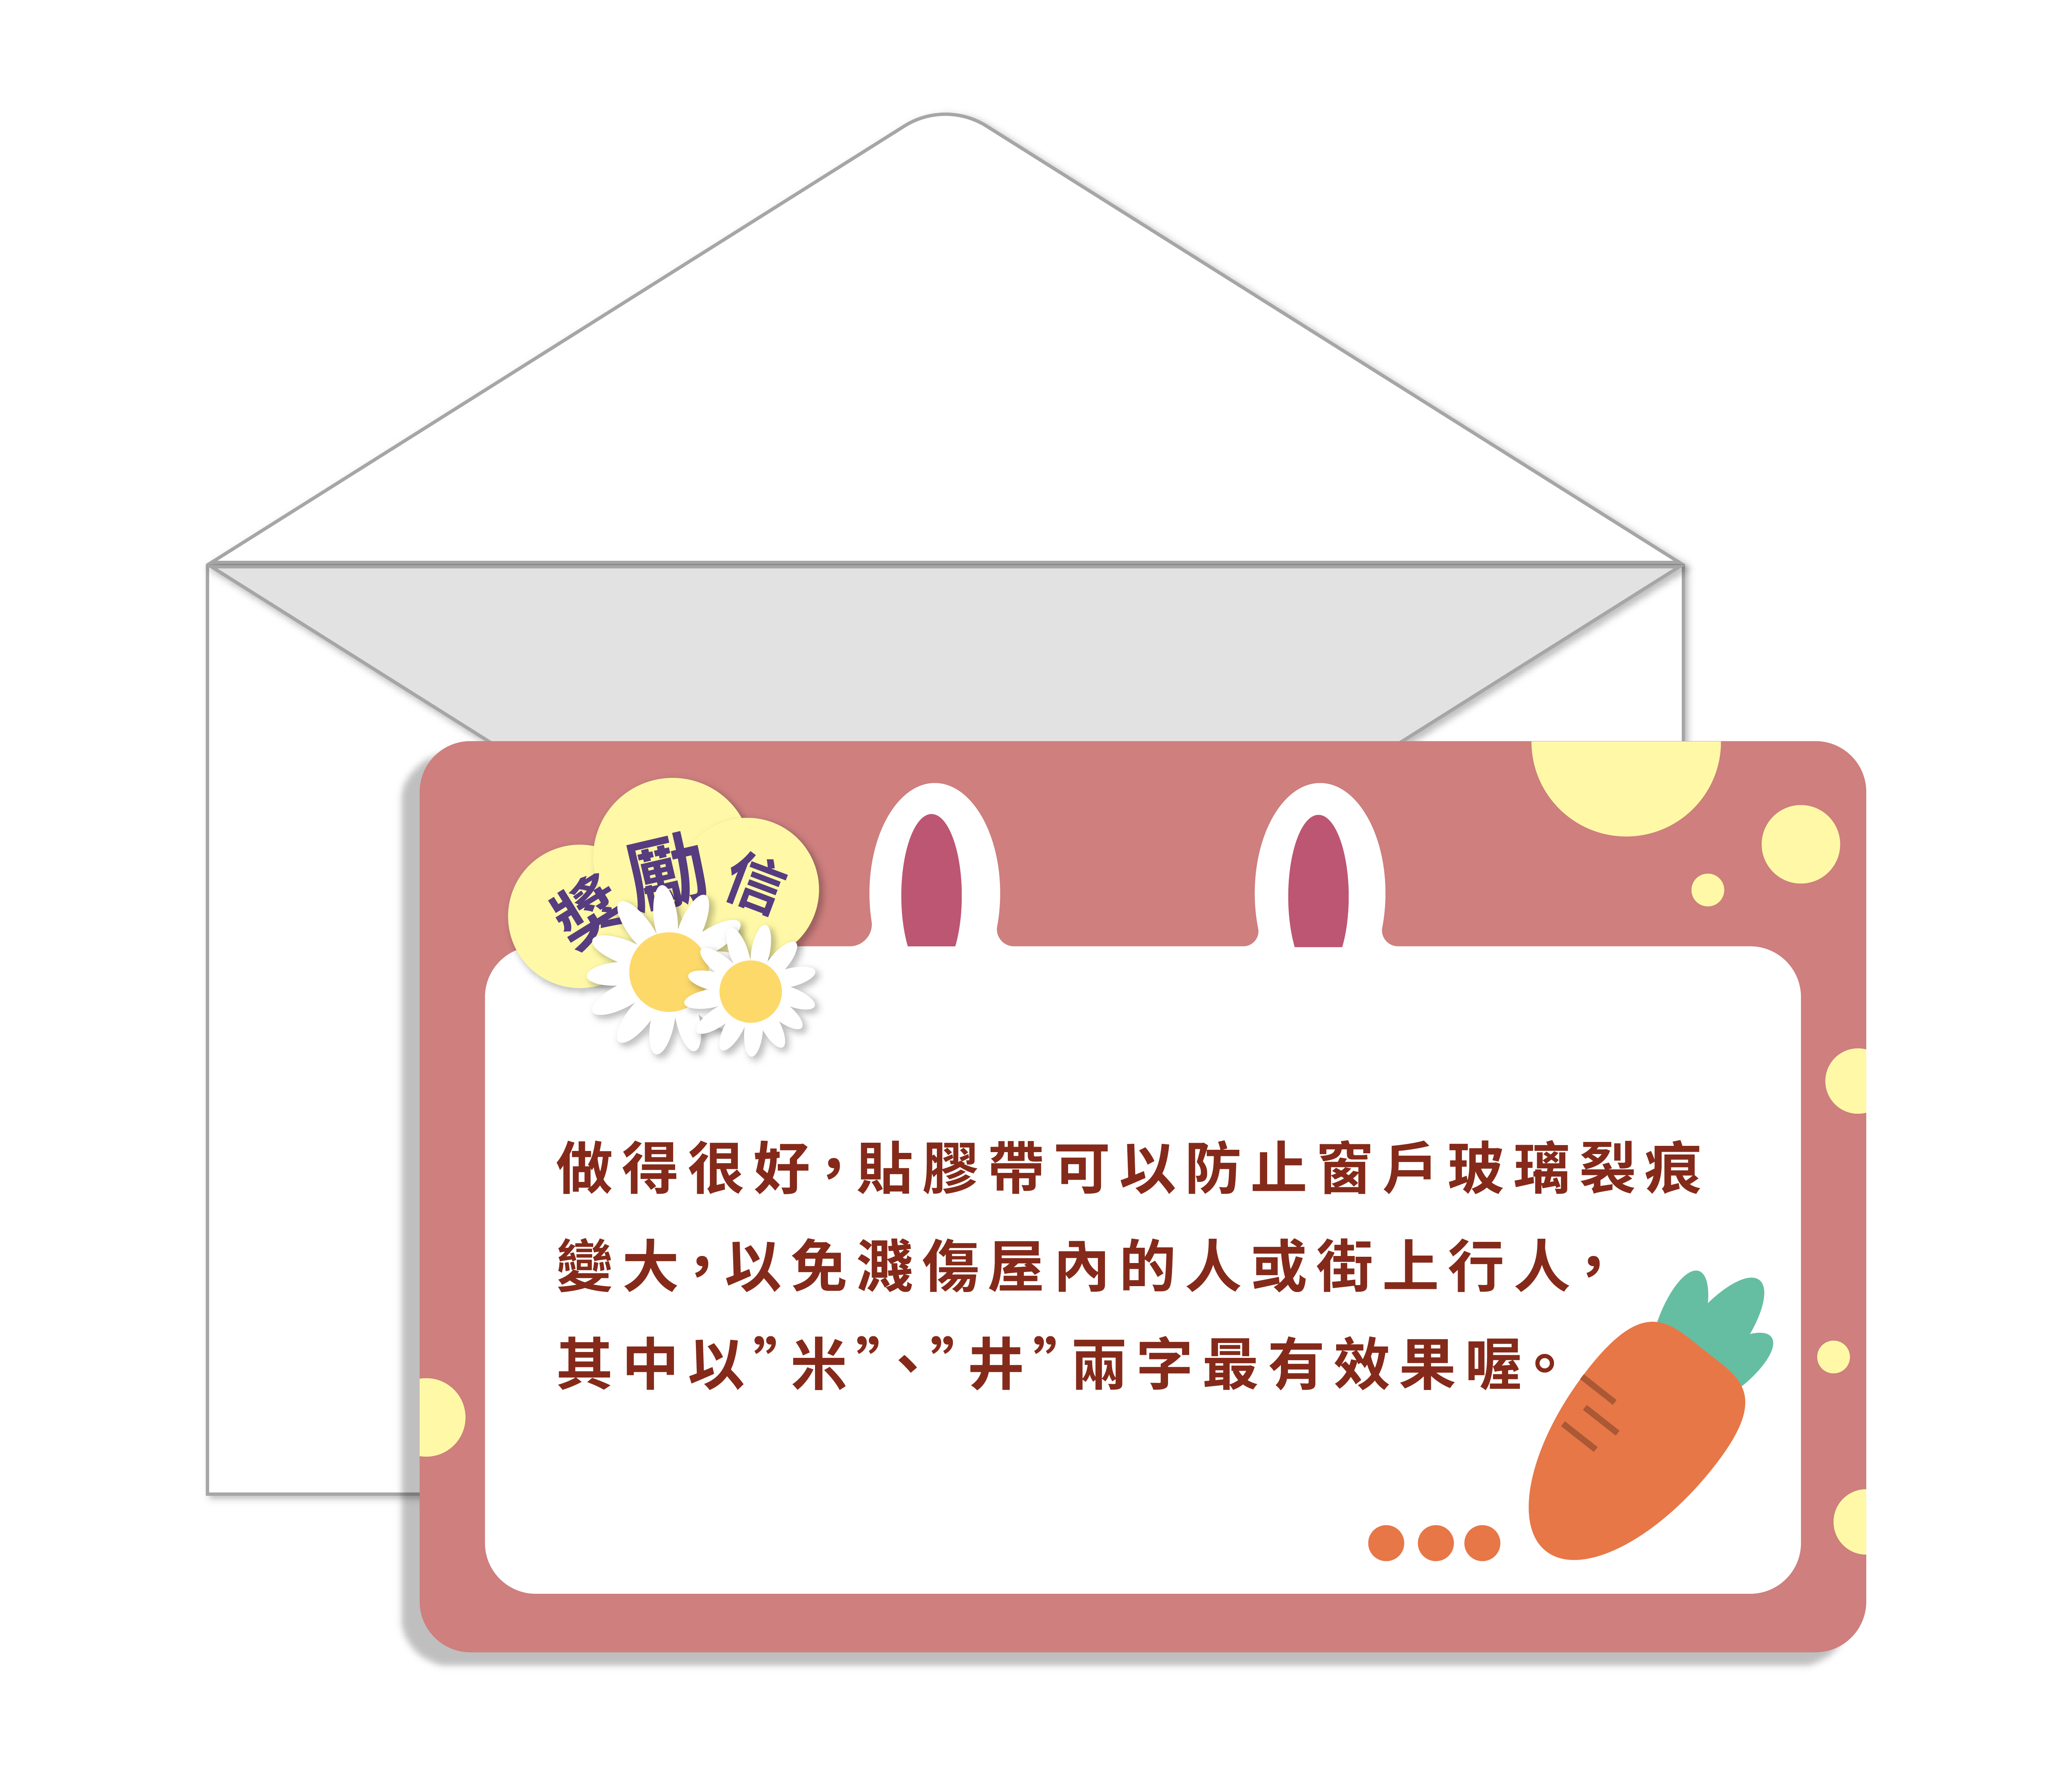 獎勵信
做得很好，貼膠帶可以防止窗戶玻璃裂痕
變大，以免濺傷屋內的人或街上行人，
其中以”米”、”井”兩字最有效果喔。